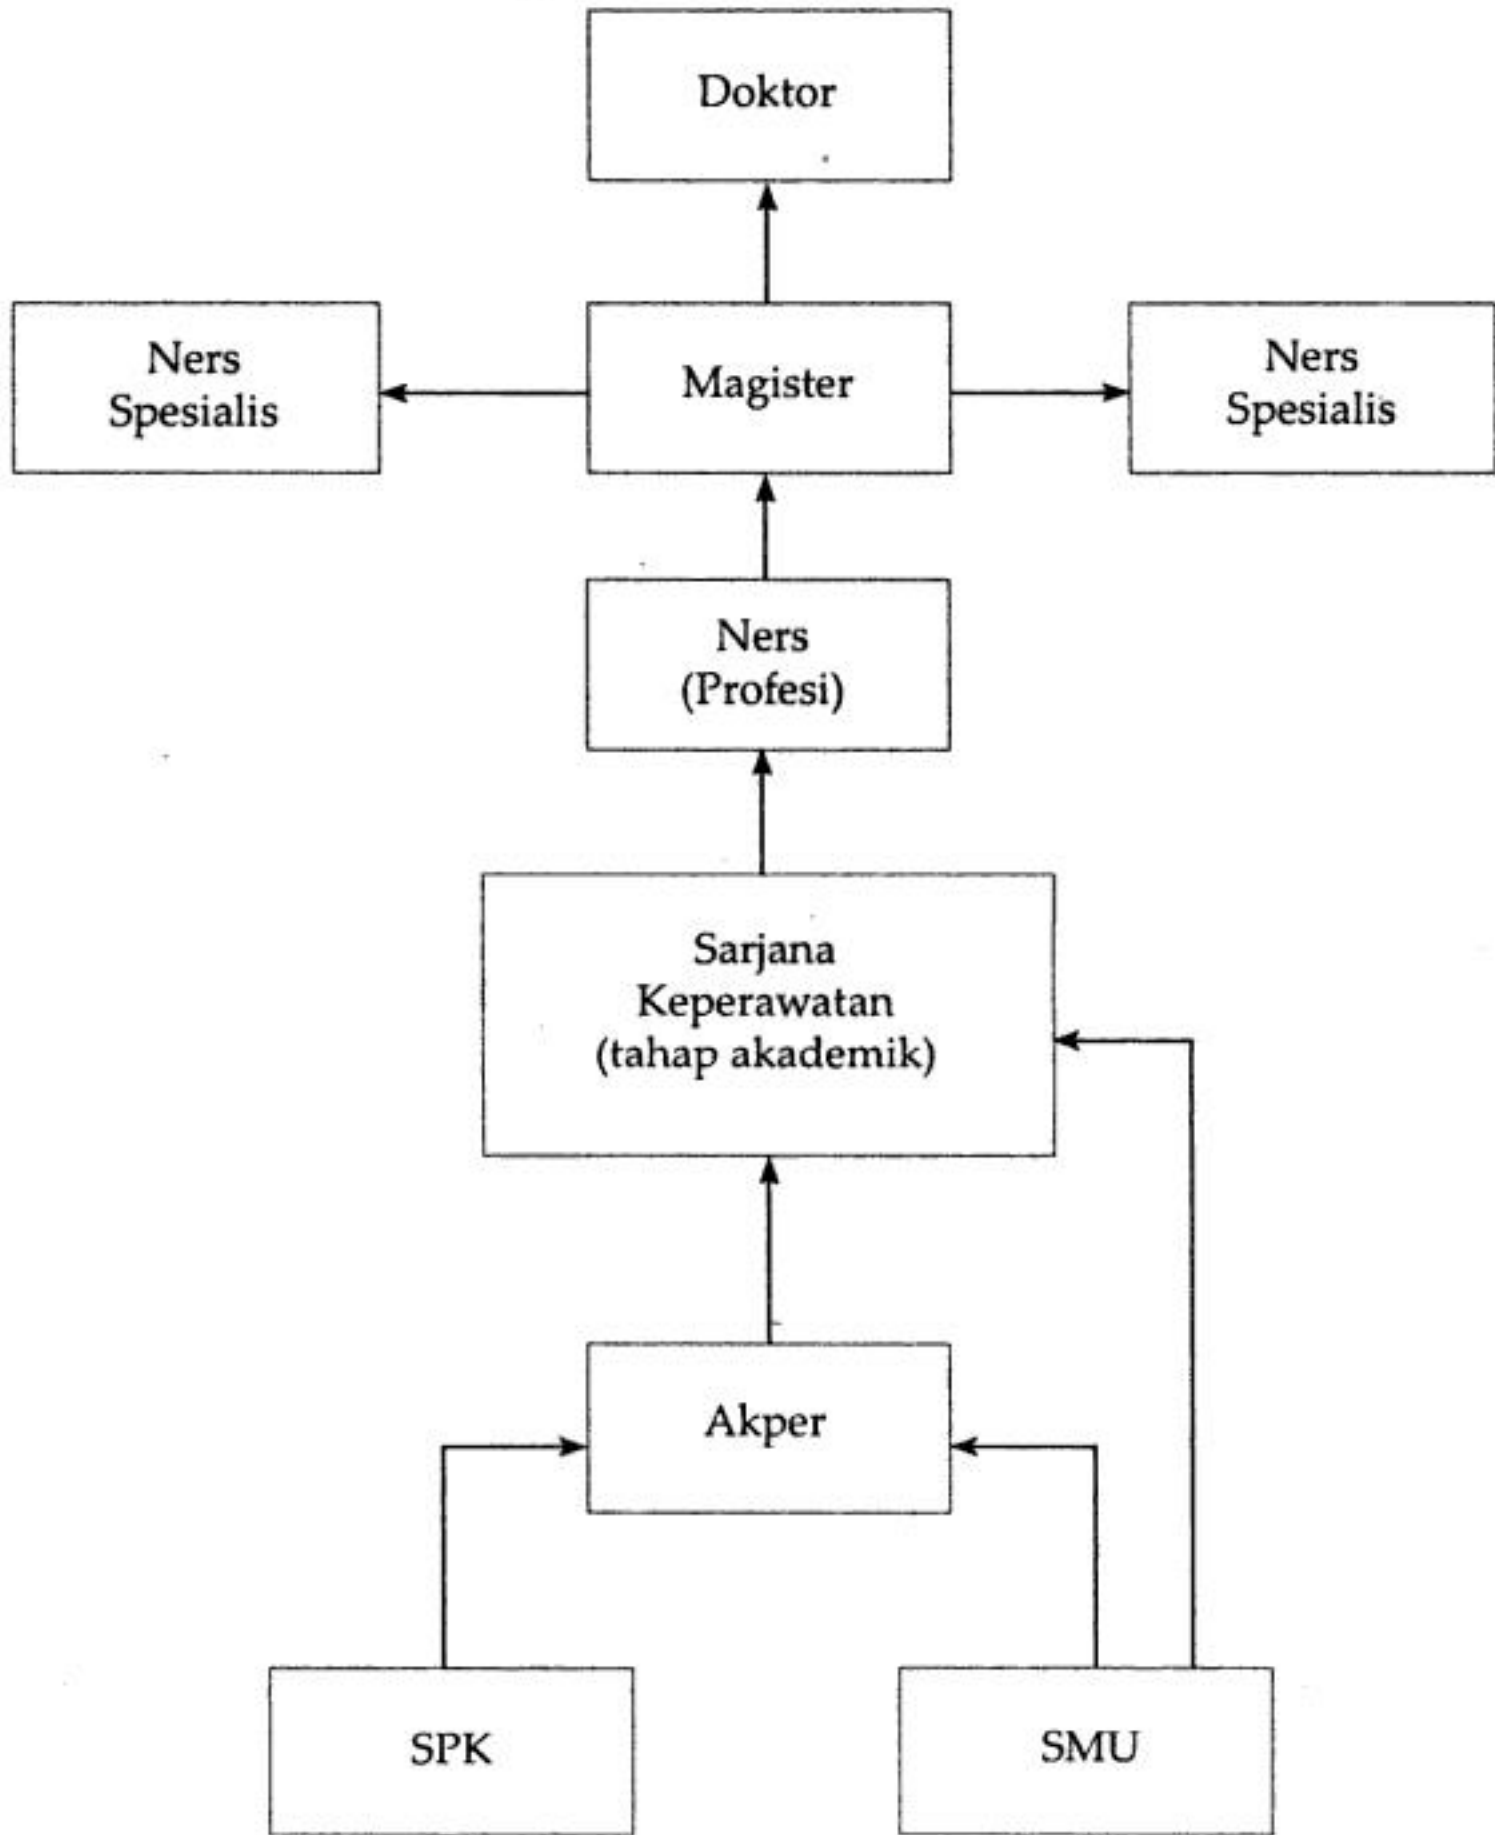 Doktor
Ners
Spesialis
Magister
Ners
Spesialis
Ners
(Profesi)
Sarjana
Keperawatan
(tahap akademik)
Akper
SPK
SMU